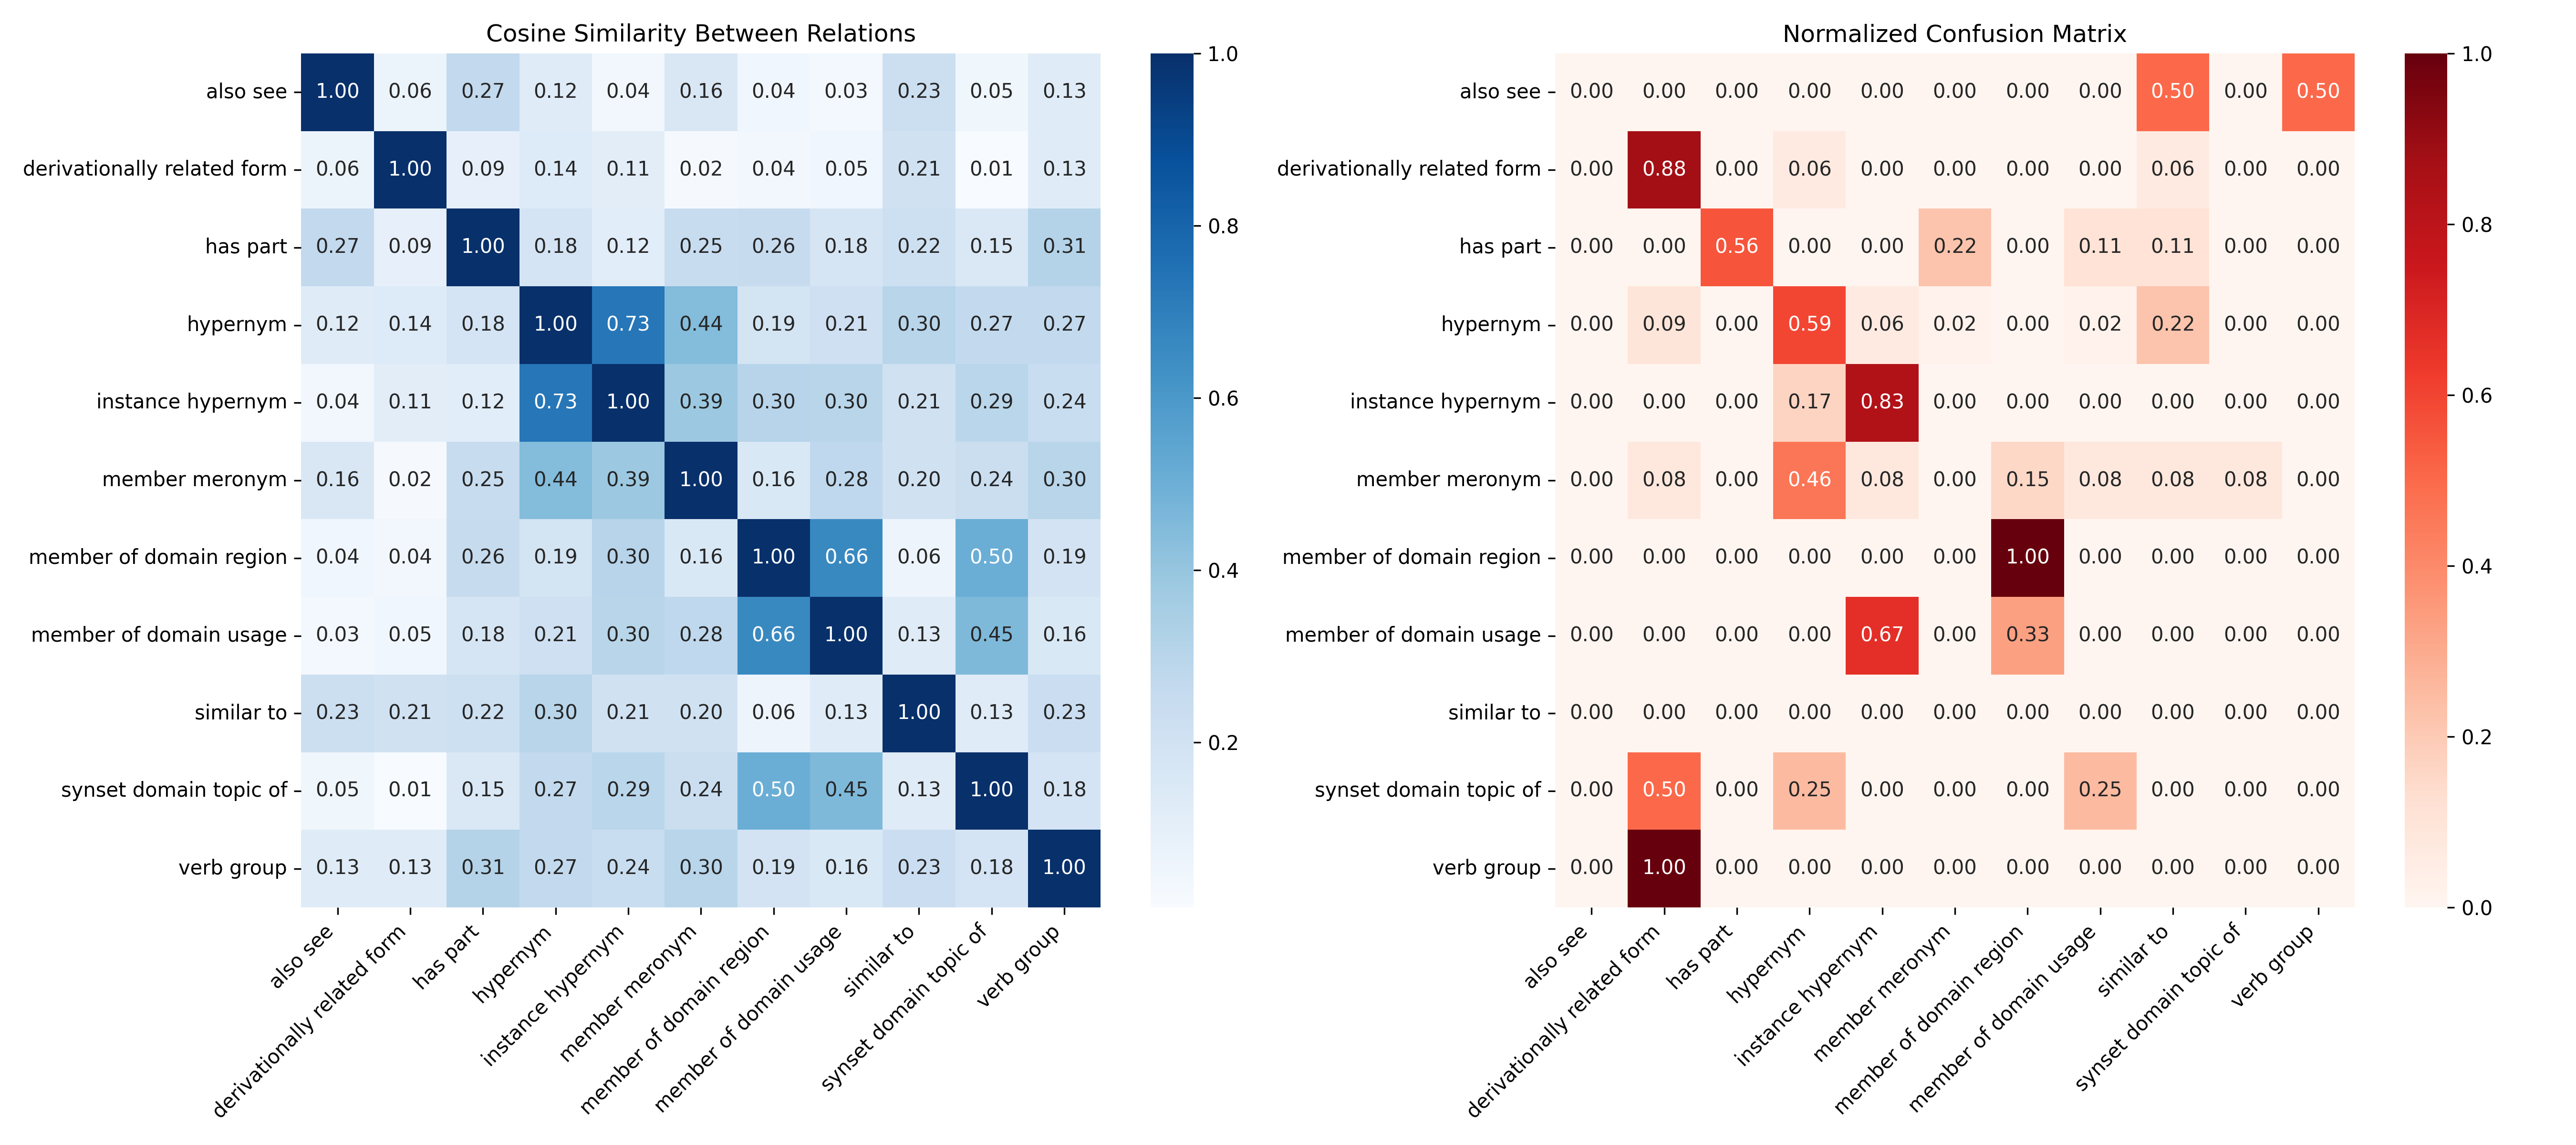 Cosine Similarity Between Relations
also see 1.00 0.06 0.27 0.12 0.04 0.16 0.04 0.03 0.23 0.05 0.13
derivationally related form 0.06 1.00 0.09 0.14 0.11 0.02 0.04 0.05 0.21 0.01 0.13
has part 0.27 0.09 1.00 0.18 0.12 0.25 0.26 0.18 0.22 0.15 0.31
hypernym 0.12 0.14 0.18 1.00 0.73 0.44 0.19 0.21 0.30 0.27 0.27
instance hypernym 0.04 0.11 0.12 0.73 1.00 0.39 0.30 0.30 0.21 0.29 0.24
member meronym 0.16 0.02 0.25 0.44 0.39 1.00 0.16 0.28 0.20 0.24 0.30
member of domain region 0.04 0.04 0.26 0.19 0.30 0.16 1.00 0.66 0.06 0.50 0.19
member of domain usage 0.03 0.05 0.18 0.21 0.30 0.28 0.66 1.00 0.13 0.45 0.16
similar to 0.23 0.21 0.22 0.30 0.21 0.20 0.06 0.13 1.00 0.13 0.23
synset domain topic of 0.05 0.01 0.15 0.27 0.29 0.24 0.50 0.45 0.13 1.00 0.18
verb group 0.13 0.13 0.31 0.27 0.24 0.30 0.19 0.16 0.23 0.18 1.00
also see
derivationally related form
has part
hypernym
instance hypernym
member meronym
member of domain region
member of domain usage
similar to
synset domain topic of
verb group
1.0
0.8
0.6
0.4
0.2
Normalized Confusion Matrix
also see 0.00 0.00 0.00 0.00 0.00 0.00 0.00 0.00 0.50 0.00 0.50
derivationally related form 0.00 0.88 0.00 0.06 0.00 0.00 0.00 0.00 0.06 0.00 0.00
has part 0.00 0.00 0.56 0.00 0.00 0.22 0.00 0.11 0.11 0.00 0.00
hypernym 0.00 0.09 0.00 0.59 0.06 0.02 0.00 0.02 0.22 0.00 0.00
instance hypernym 0.00 0.00 0.00 0.17 0.83 0.00 0.00 0.00 0.00 0.00 0.00
member meronym 0.00 0.08 0.00 0.46 0.08 0.00 0.15 0.08 0.08 0.08 0.00
member of domain region 0.00 0.00 0.00 0.00 0.00 0.00 1.00 0.00 0.00 0.00 0.00
member of domain usage 0.00 0.00 0.00 0.00 0.67 0.00 0.33 0.00 0.00 0.00 0.00
similar to 0.00 0.00 0.00 0.00 0.00 0.00 0.00 0.00 0.00 0.00 0.00
synset domain topic of 0.00 0.50 0.00 0.25 0.00 0.00 0.00 0.25 0.00 0.00 0.00
verb group 0.00 1.00 0.00 0.00 0.00 0.00 0.00 0.00 0.00 0.00 0.00
also see
derivationally related form
has part
hypernym
instance hypernym
member meronym
member of domain region
member of domain usage
similar to
synset domain topic of
verb group
1.0
0.8
0.6
0.4
0.2
0.0